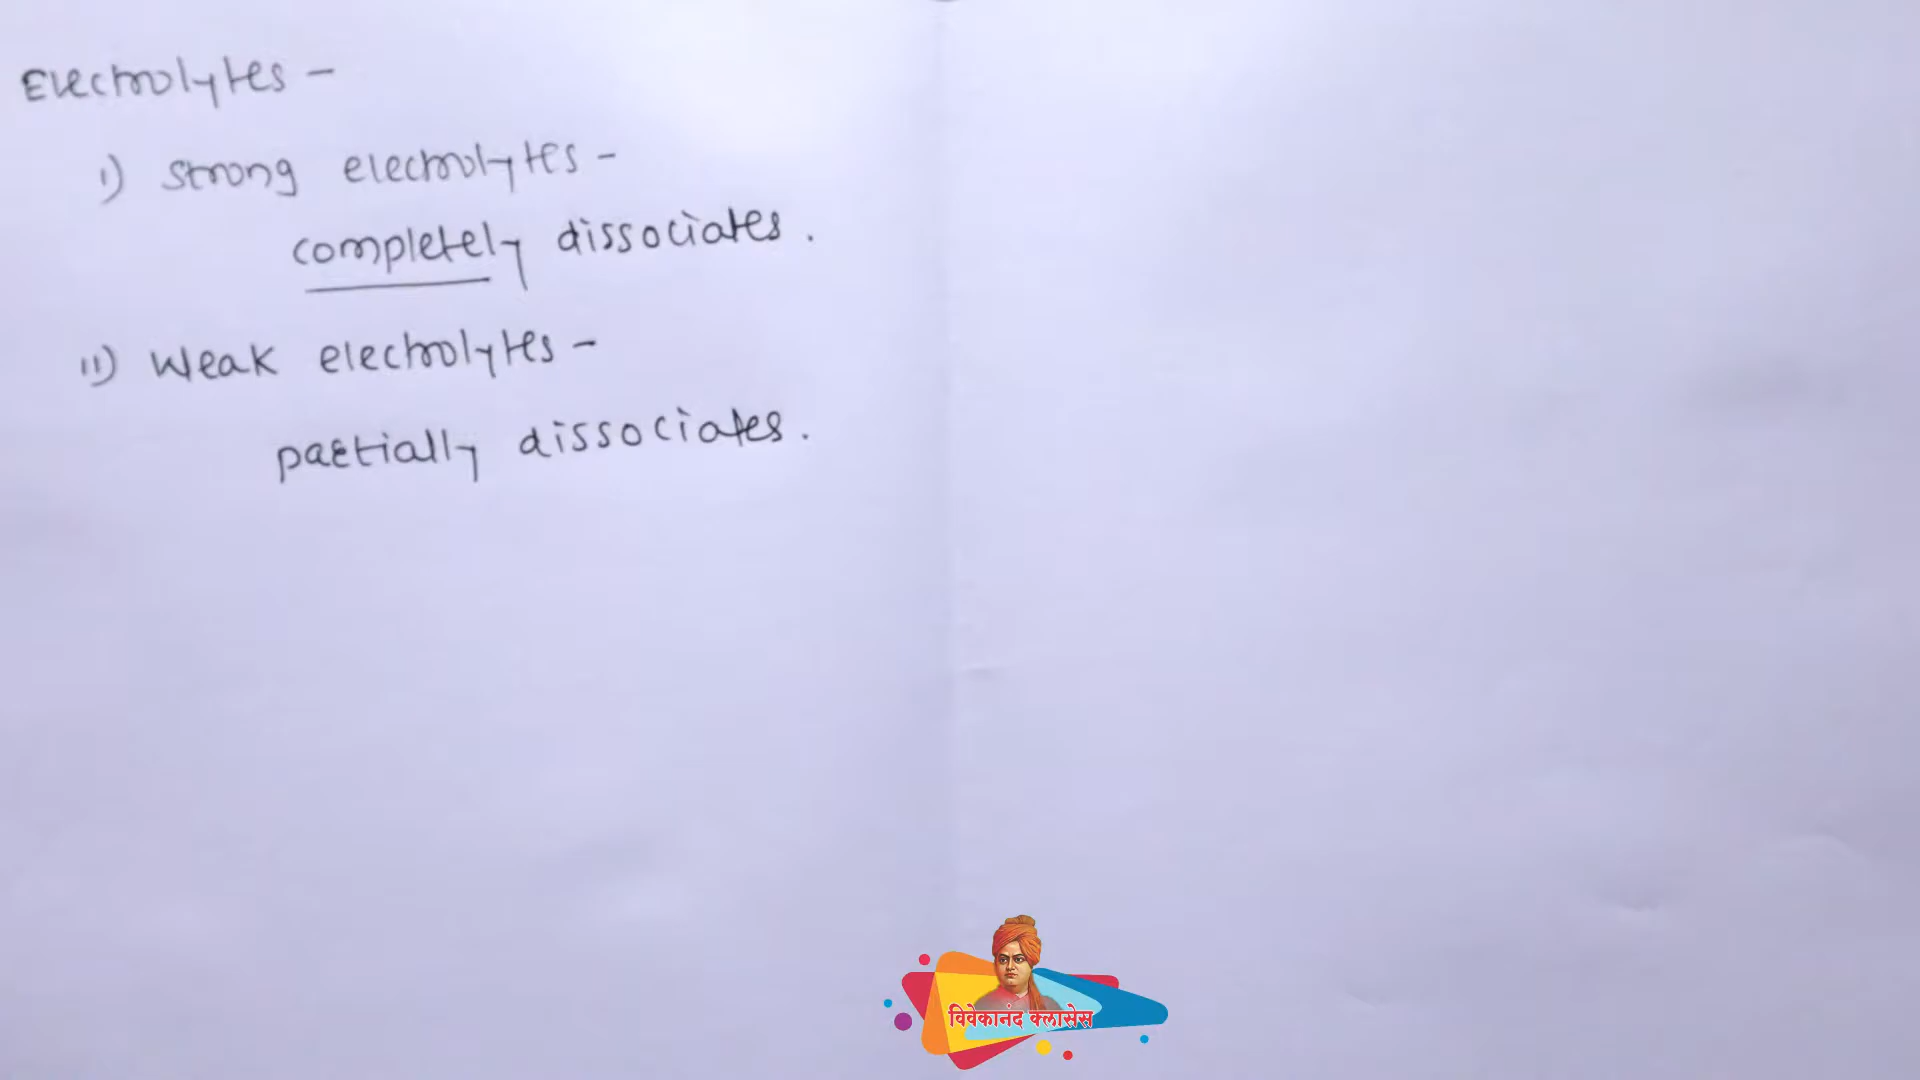 Electrolytes -
i) Strong electrolytes -
completely dissociates.
ii) Weak electrolytes -
partially dissociates.
विवेकानंद क्लासेस